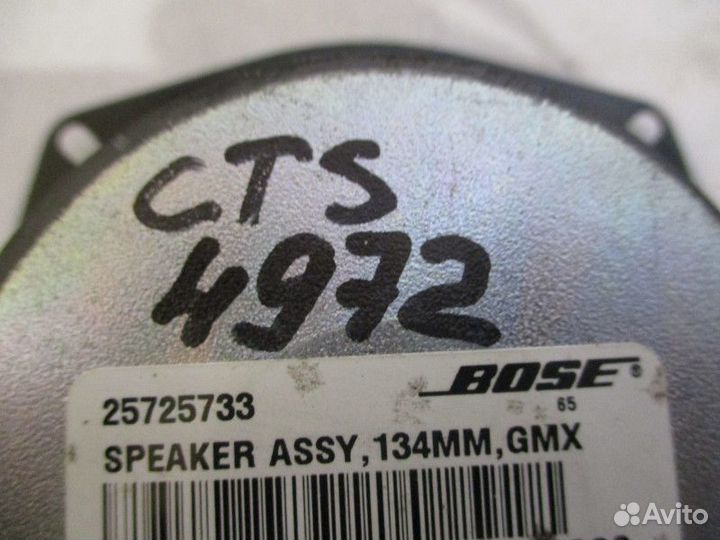 CTS
4972
BOSE®
25725733
65
SPEAKER ASSY,134MM,GMX
Avito